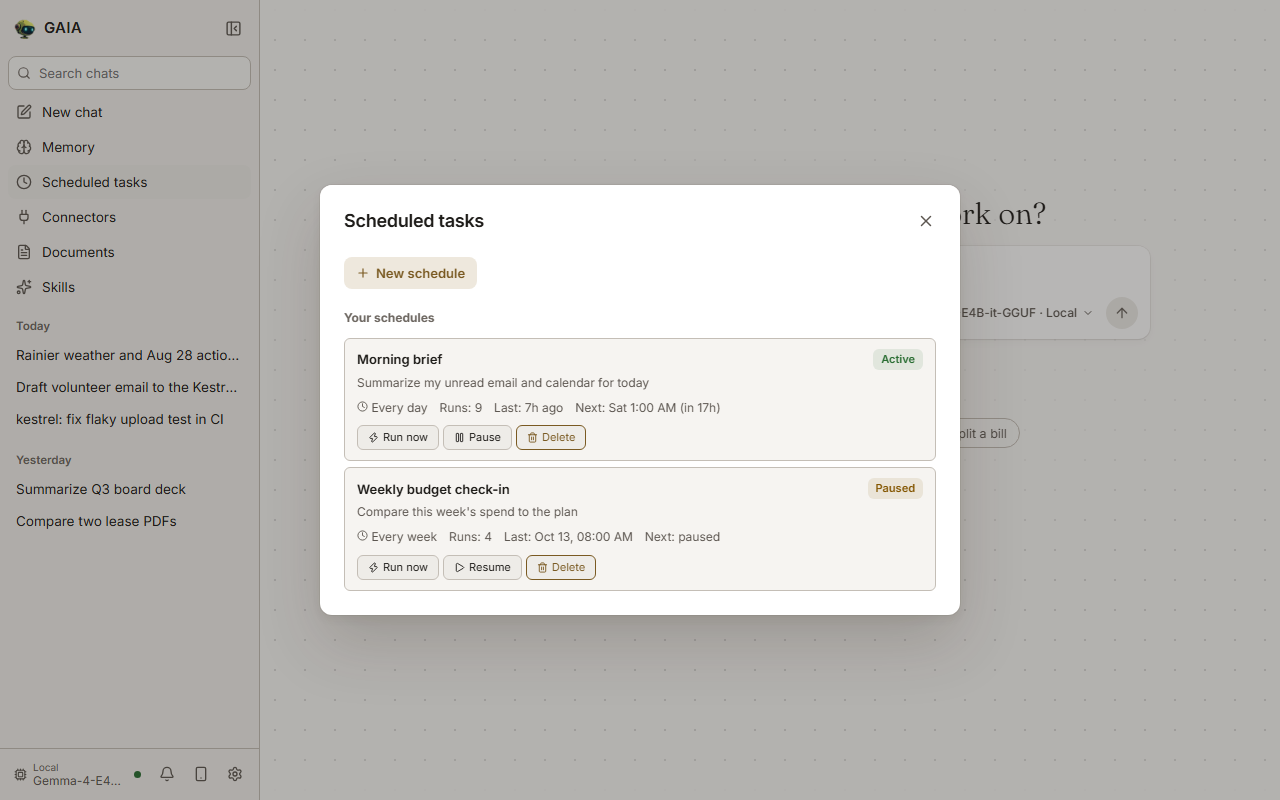 GAIA
Search chats
New chat
Memory
Scheduled tasks
Connectors
Documents
Skills
Today
Rainier weather and Aug 28 actio...
Draft volunteer email to the Kestr...
kestrel: fix flaky upload test in CI
Yesterday
Summarize Q3 board desk
Compare two lease PDFs
Local
Gemma-4-E4...
ork on?
E4B-it-GGUF · Local
plit a bill
Scheduled tasks
New schedule
Your schedules
Morning brief
Active
Summarize my unread email and calendar for today
Every day Runs: 9 Last: 7h ago Next: Sat 1:00 AM (in 17h)
Run now Pause Delete
Weekly budget check-in
Paused
Compare this week's spend to the plan
Every week Runs: 4 Last: Oct 13, 08:00 AM Next: paused
Run now Resume Delete